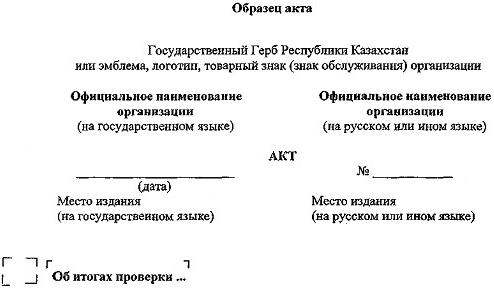 Образец акта
Государственный Герб Республики Казахстан
или эмблема, логотип, товарный знак (знак обслуживания) организации
Официальное наименование
организации
(на государственном языке)
Официальное наименование
организации
(на русском или ином языке)
АКТ
_______________ № _________
(дата)
Место издания
(на государственном языке)
Место издания
(на русском или ином языке)
Об итогах проверки ...